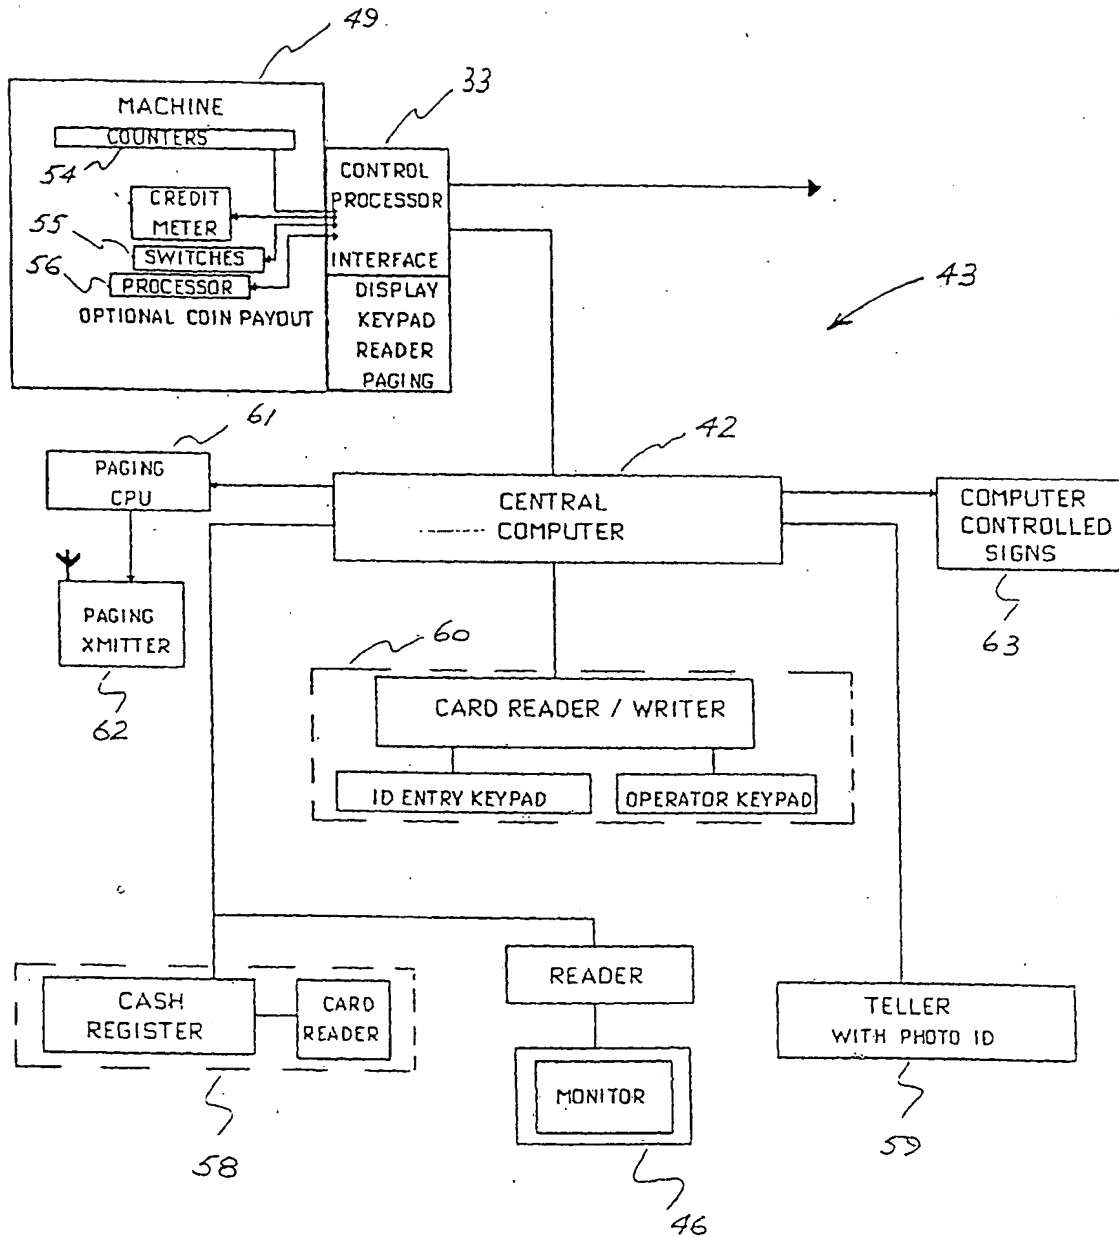 49
MACHINE
COUNTERS
54
33
CONTROL
PROCESSOR
INTERFACE
CREDIT
METER
55
SWITCHES
56
PROCESSOR
OPTIONAL COIN PAYOUT
DISPLAY
KEYPAD
READER
PAGING
43
61
PAGING
CPU
42
CENTRAL
COMPUTER
COMPUTER
CONTROLLED
SIGNS
63
PAGING
XMITTER
62
60
CARD READER / WRITER
ID ENTRY KEYPAD
OPERATOR KEYPAD
CASH
REGISTER
CARD
READER
58
READER
MONITOR
46
TELLER
WITH PHOTO ID
59